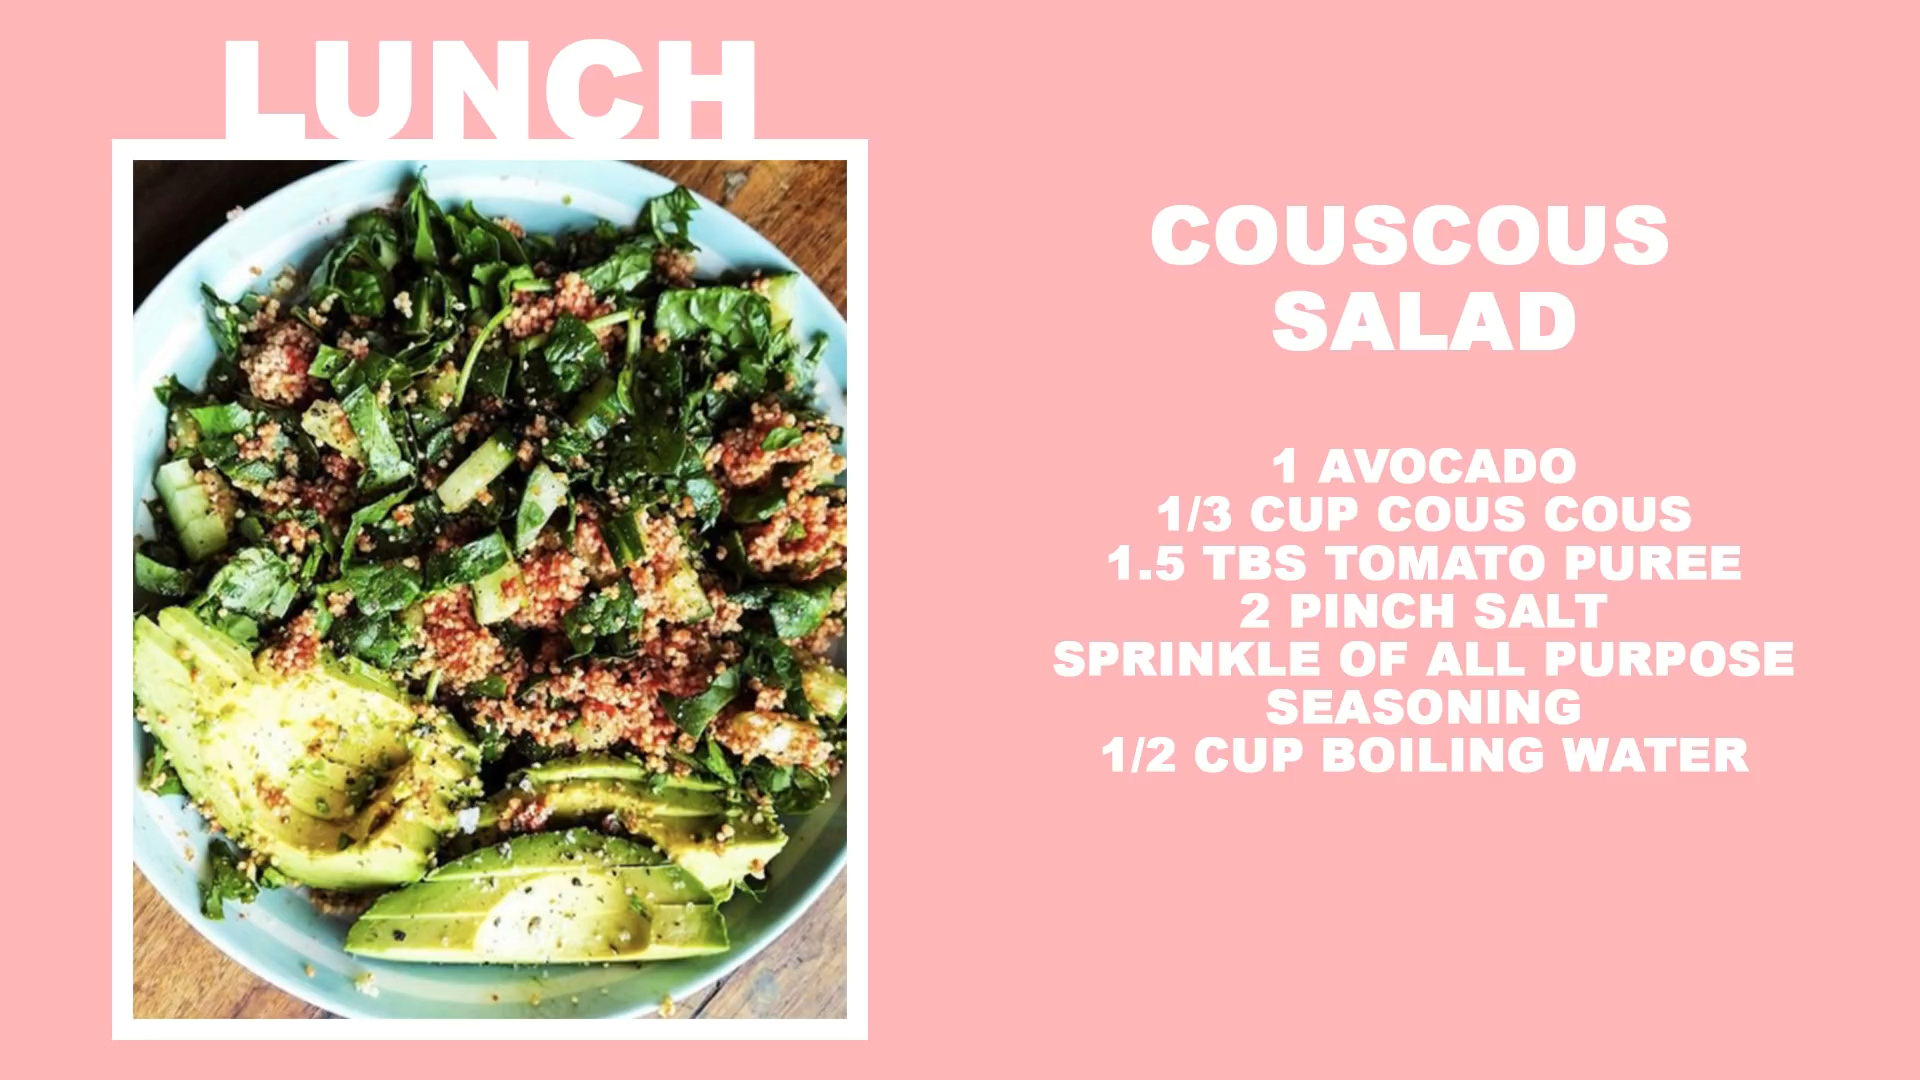 LUNCH
COUSCOUS
SALAD
1 AVOCADO
1/3 CUP COUS COUS
1.5 TBS TOMATO PUREE
2 PINCH SALT
SPRINKLE OF ALL PURPOSE
SEASONING
1/2 CUP BOILING WATER